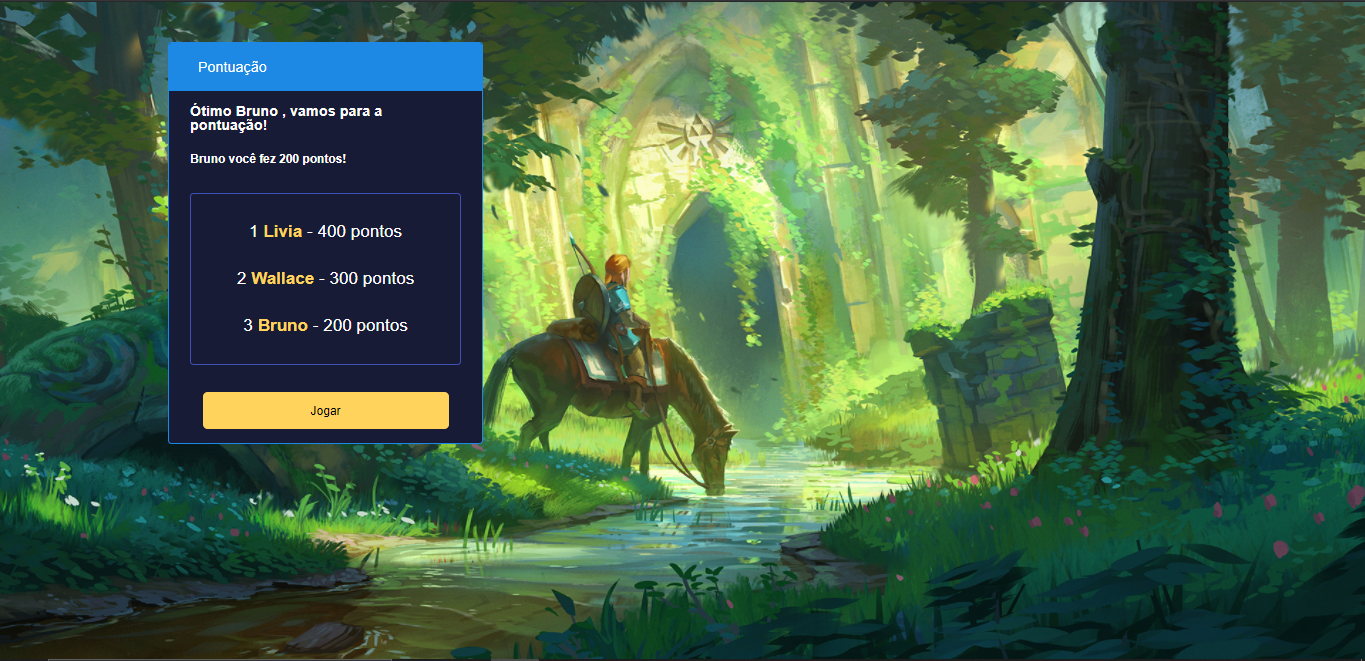 Pontuação
Ótimo Bruno , vamos para a
pontuação!
Bruno você fez 200 pontos!
1 Livia - 400 pontos
2 Wallace - 300 pontos
3 Bruno - 200 pontos
Jogar